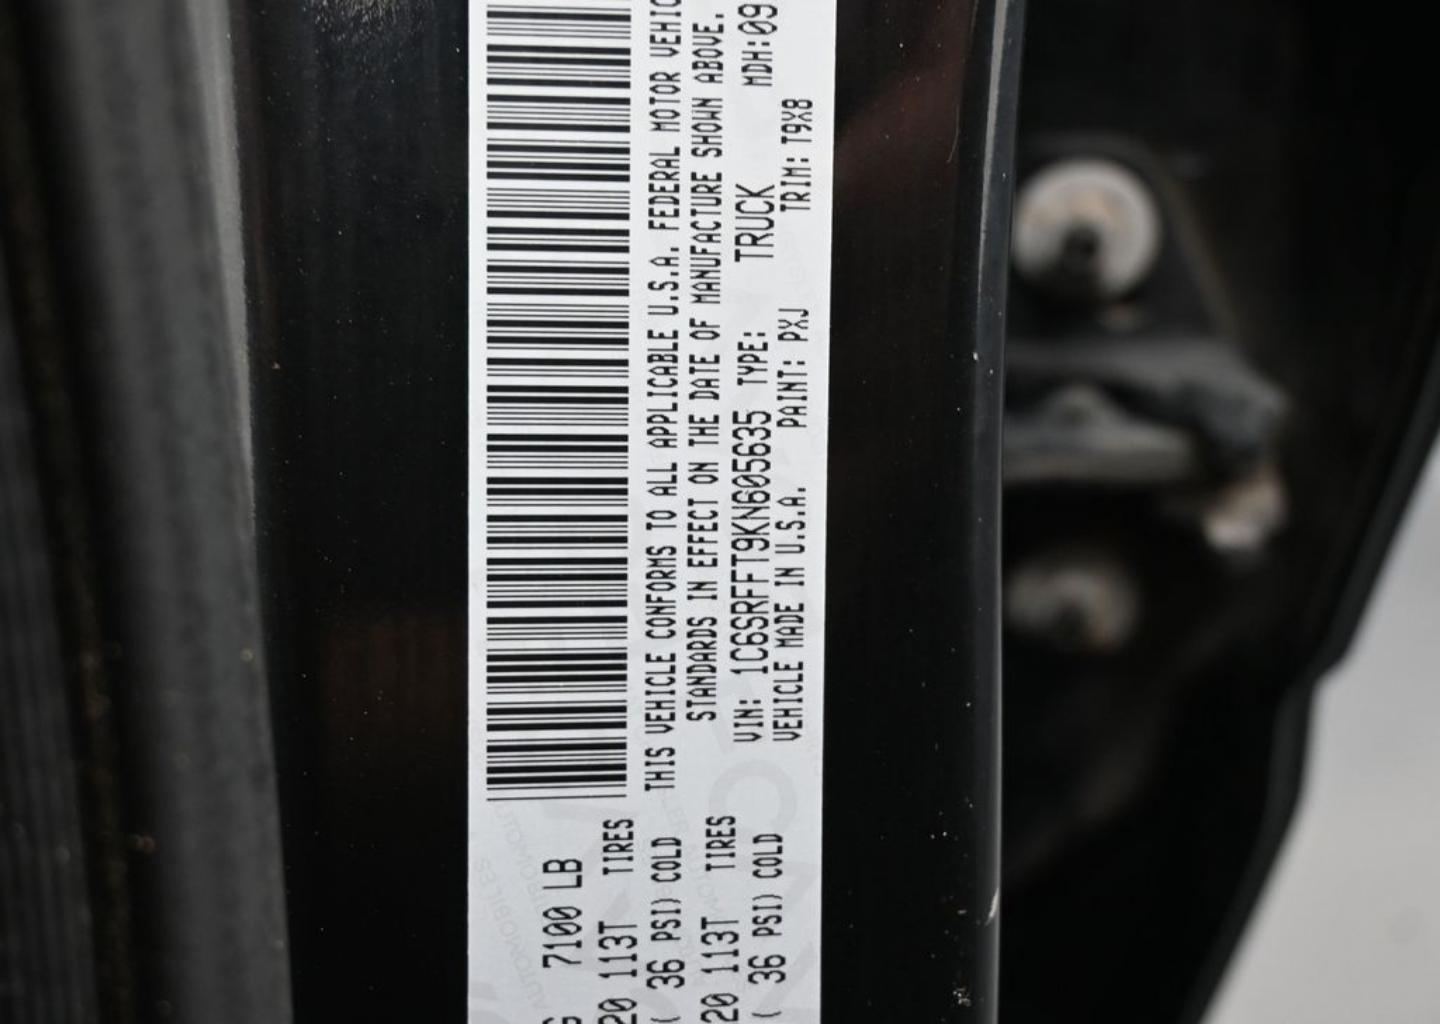 7100 LB
20 113T TIRES
( 36 PSI) COLD
20 113T TIRES
( 36 PSI) COLD
THIS VEHICLE CONFORMS TO ALL APPLICABLE U.S.A. FEDERAL MOTOR
STANDARDS IN EFFECT ON THE DATE OF MANUFACTURE SHOWN ABOVE.
VIN: 1C6SRFFT9KN605635 TYPE: TRUCK MDH:09
VEHICLE MADE IN U.S.A. PAINT: PXJ TRIM: T9X8